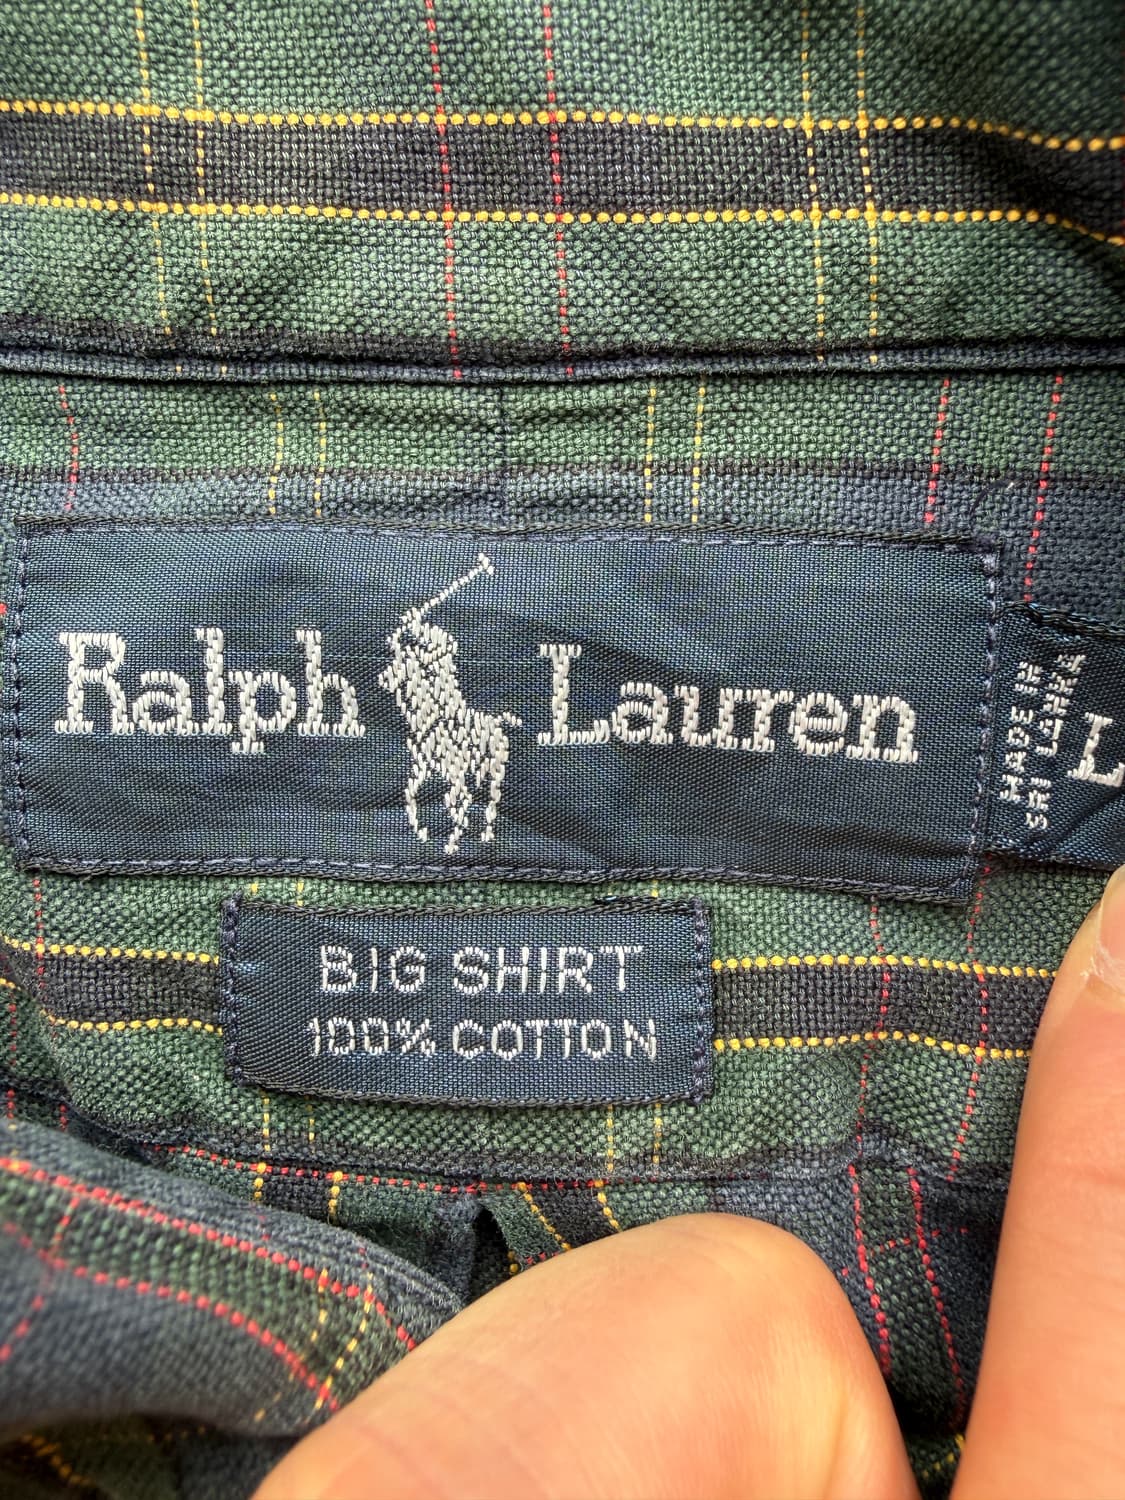 Ralph Lauren
MADE IN
SRI LANKA
L
BIG SHIRT
100% COTTON